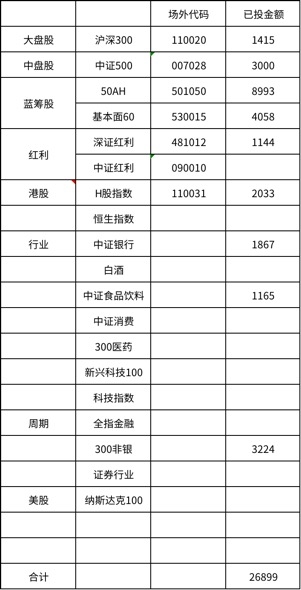 场外代码 已投金额
大盘股 沪深300 110020 1415
中盘股 中证500 007028 3000
蓝筹股 50AH 501050 8993
基本面60 530015 4058
红利 深证红利 481012 1144
中证红利 090010
港股 H股指数 110031 2033
恒生指数
行业 中证银行 1867
白酒
中证食品饮料 1165
中证消费
300医药
新兴科技100
科技指数
周期 全指金融
300非银 3224
证券行业
美股 纳斯达克100
合计 26899